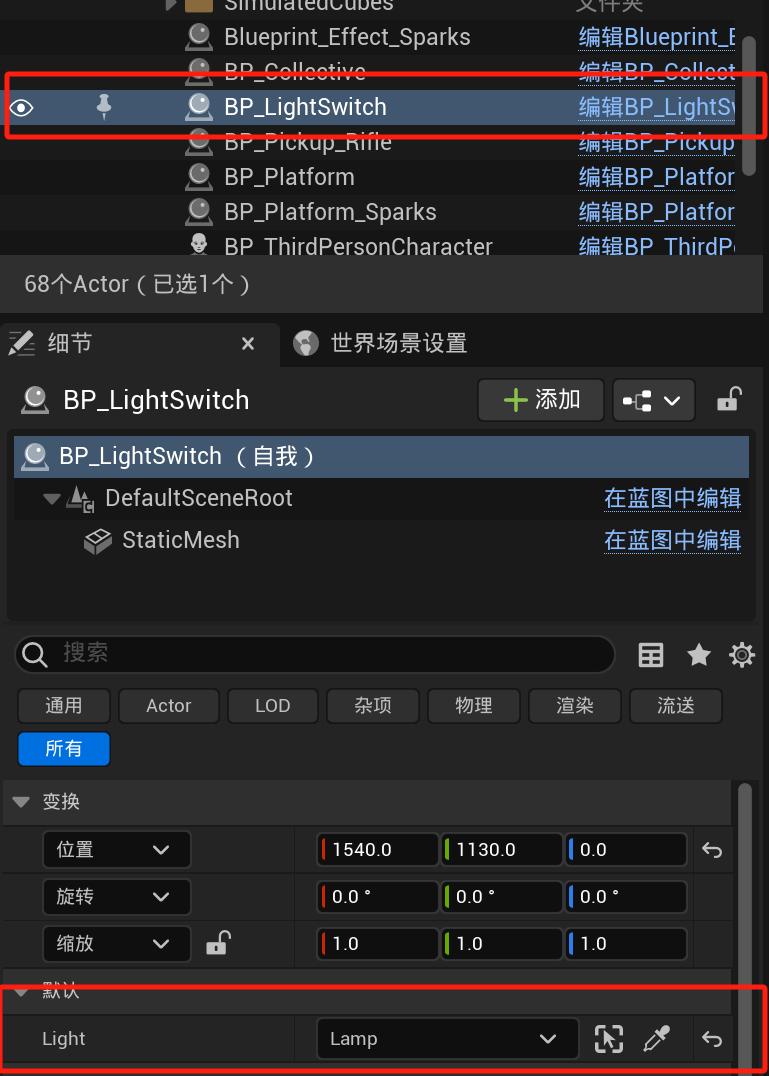 SimulatedCubes 文件夹
Blueprint_Effect_Sparks 编辑Blueprint_E
BP_Collective 编辑BP_Collect
BP_LightSwitch 编辑BP_LightSw
BP_Pickup_Rifle 编辑BP_Pickup
BP_Platform 编辑BP_Platfor
BP_Platform_Sparks 编辑BP_Platfor
BP_ThirdPersonCharacter 编辑BP_ThirdPe
68个Actor（已选1个）
细节 世界场景设置
BP_LightSwitch 添加
BP_LightSwitch （自我）
DefaultSceneRoot 在蓝图中编辑
StaticMesh 在蓝图中编辑
搜索
通用 Actor LOD 杂项 物理 渲染 流送
所有
变换
位置 1540.0 1130.0 0.0
旋转 0.0 ° 0.0 ° 0.0 °
缩放 1.0 1.0 1.0
默认
Light Lamp